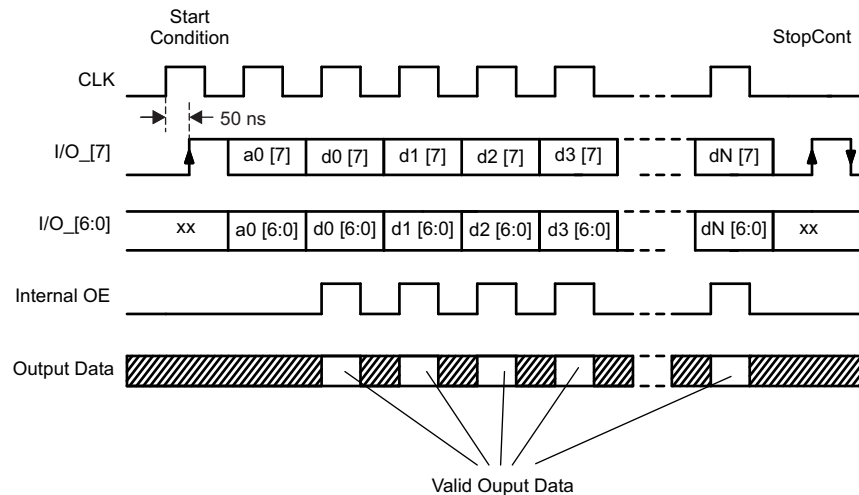 Start
Condition
StopCont
CLK
50 ns
I/O_[7]
a0 [7] d0 [7] d1 [7] d2 [7] d3 [7] dN [7]
I/O_[6:0]
xx a0 [6:0] d0 [6:0] d1 [6:0] d2 [6:0] d3 [6:0] dN [6:0] xx
Internal OE
Output Data
Valid Ouput Data